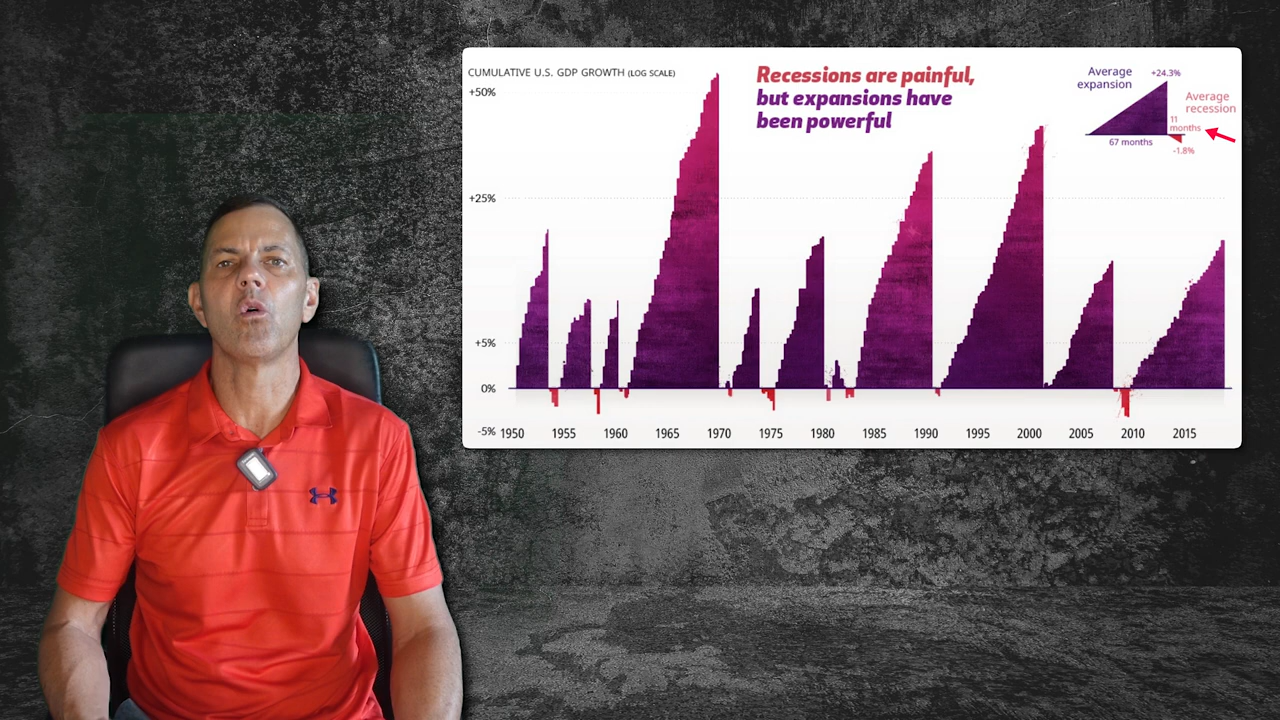 CUMULATIVE U.S. GDP GROWTH (LOG SCALE)
Recessions are painful,
but expansions have
been powerful
Average
expansion
+24.3%
Average
recession
11
months
67 months
-1.8%
+50%
+25%
+5%
0%
-5%
1950 1955 1960 1965 1970 1975 1980 1985 1990 1995 2000 2005 2010 2015